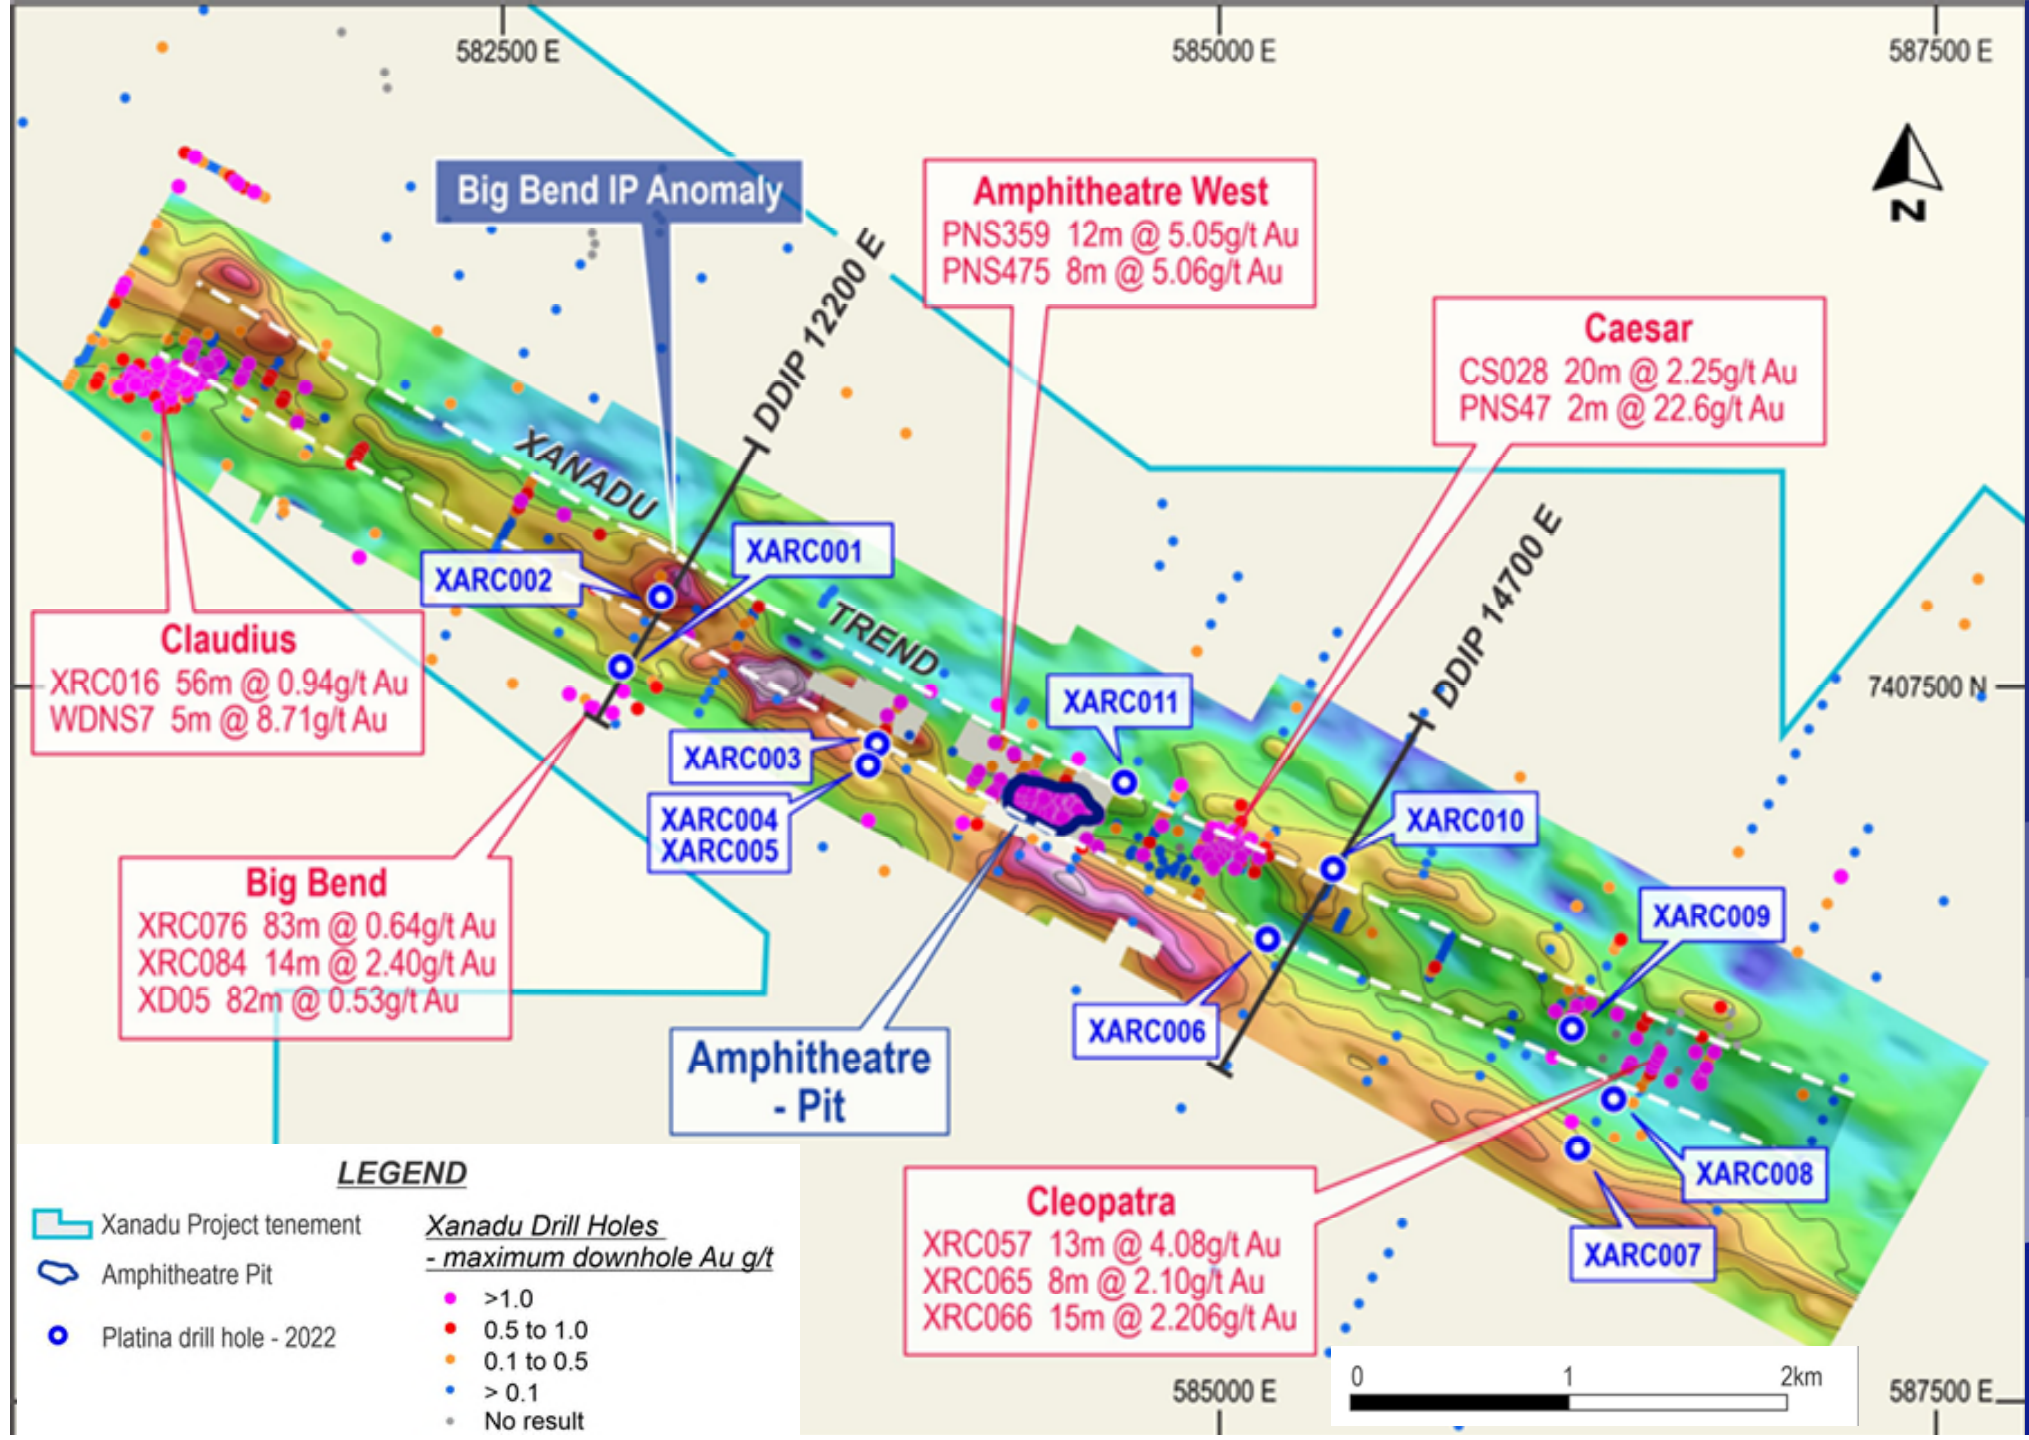 582500 E
585000 E
587500 E
N
Big Bend IP Anomaly
DDIP 12200 E
Amphitheatre West
PNS359 12m @ 5.05g/t Au
PNS475 8m @ 5.06g/t Au
Caesar
CS028 20m @ 2.25g/t Au
PNS47 2m @ 22.6g/t Au
XANADU
TREND
DDIP 14700 E
XARC001
XARC002
Claudius
XRC016 56m @ 0.94g/t Au
WDNS7 5m @ 8.71g/t Au
7407500 N
XARC011
XARC003
XARC004
XARC005
XARC010
Big Bend
XRC076 83m @ 0.64g/t Au
XRC084 14m @ 2.40g/t Au
XD05 82m @ 0.53g/t Au
XARC009
XARC006
Amphitheatre
- Pit
XARC008
XARC007
Cleopatra
XRC057 13m @ 4.08g/t Au
XRC065 8m @ 2.10g/t Au
XRC066 15m @ 2.206g/t Au
LEGEND
Xanadu Project tenement
Amphitheatre Pit
Platina drill hole - 2022
Xanadu Drill Holes
- maximum downhole Au g/t
>1.0
0.5 to 1.0
0.1 to 0.5
> 0.1
No result
0 1 2km
585000 E
587500 E